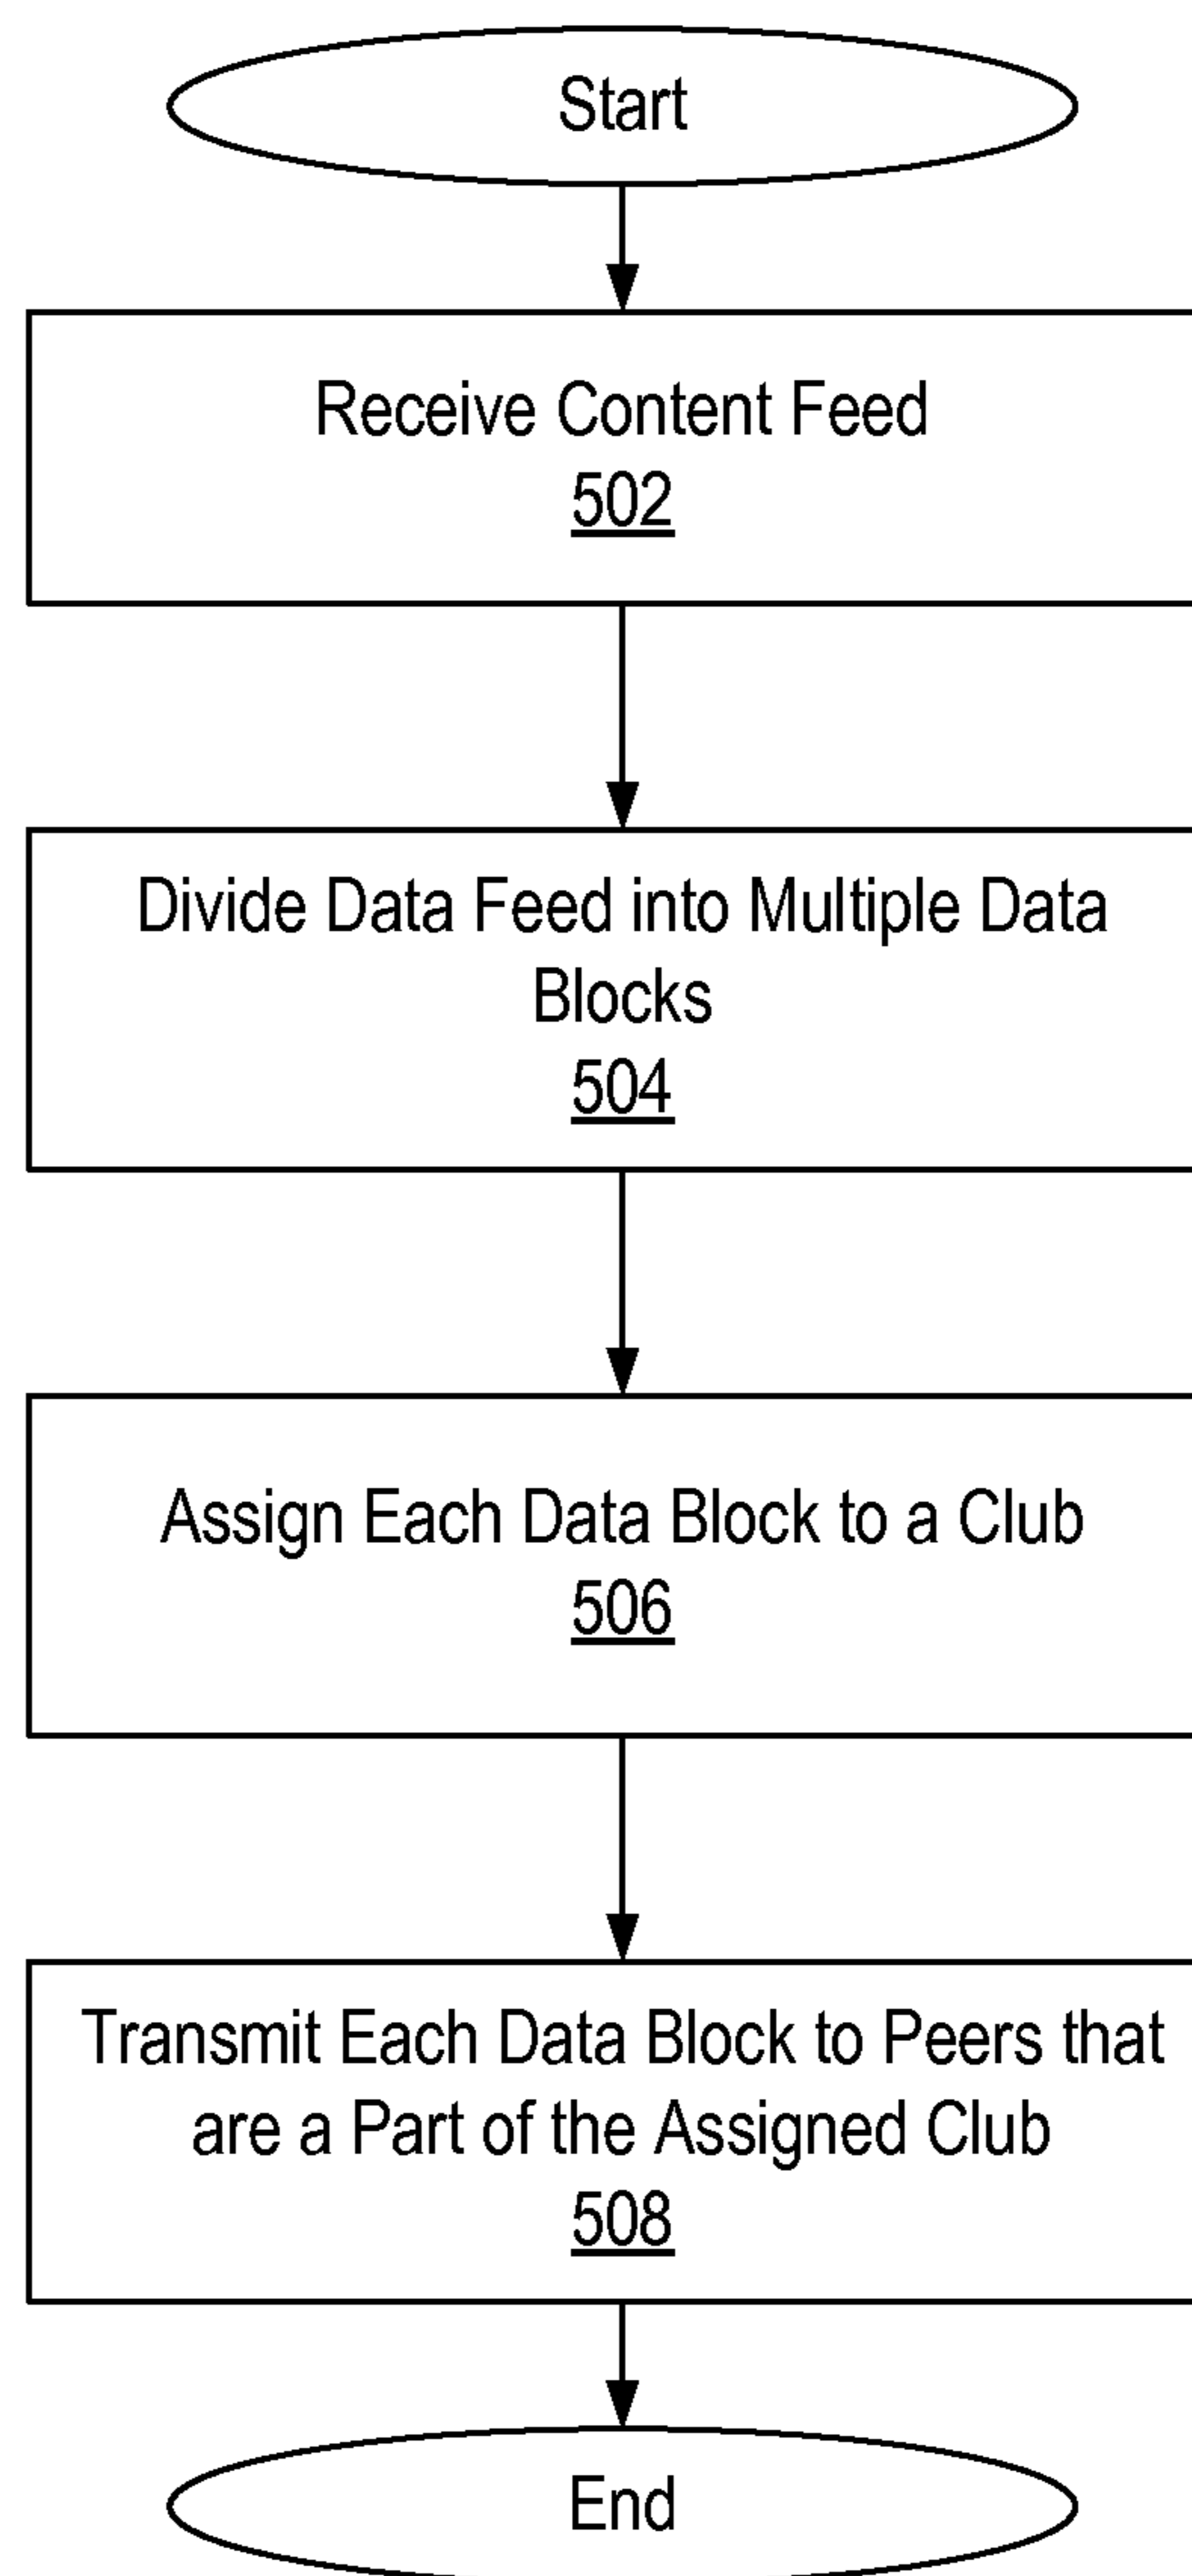 Start
Receive Content Feed
502
Divide Data Feed into Multiple Data
Blocks
504
Assign Each Data Block to a Club
506
Transmit Each Data Block to Peers that
are a Part of the Assigned Club
508
End